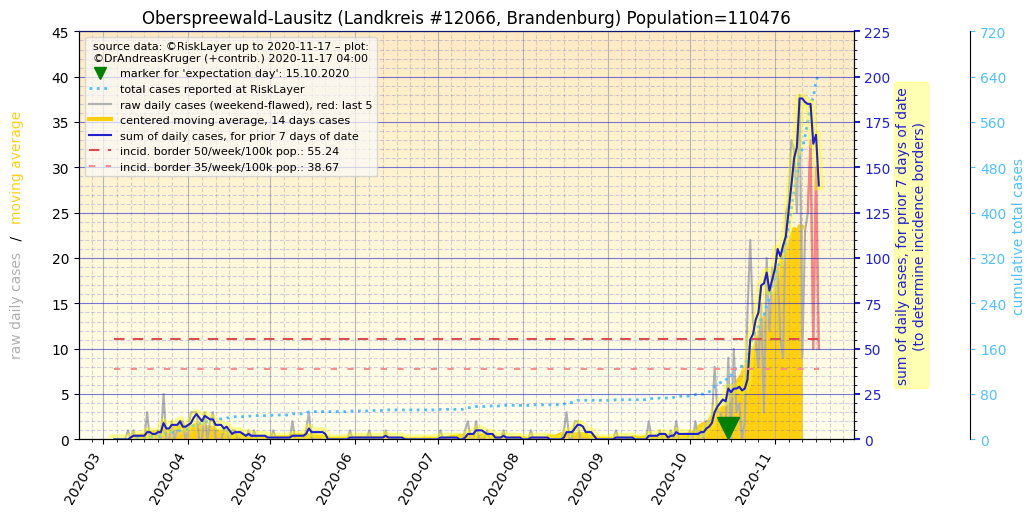 Oberspreewald-Lausitz (Landkreis #12066, Brandenburg) Population=110476
source data: ©RiskLayer up to 2020-11-17 – plot:
©DrAndreasKruger (+contrib.) 2020-11-17 04:00
marker for 'expectation day': 15.10.2020
total cases reported at RiskLayer
raw daily cases (weekend-flawed), red: last 5
centered moving average, 14 days cases
sum of daily cases, for prior 7 days of date
incid. border 50/week/100k pop.: 55.24
incid. border 35/week/100k pop.: 38.67
raw daily cases / moving average
45
40
35
30
25
20
15
10
5
0
2020-03
2020-04
2020-05
2020-06
2020-07
2020-08
2020-09
2020-10
2020-11
225
200
175
150
125
100
75
50
25
0
sum of daily cases, for prior 7 days of date
(to determine incidence borders)
720
640
560
480
400
320
240
160
80
0
cumulative total cases